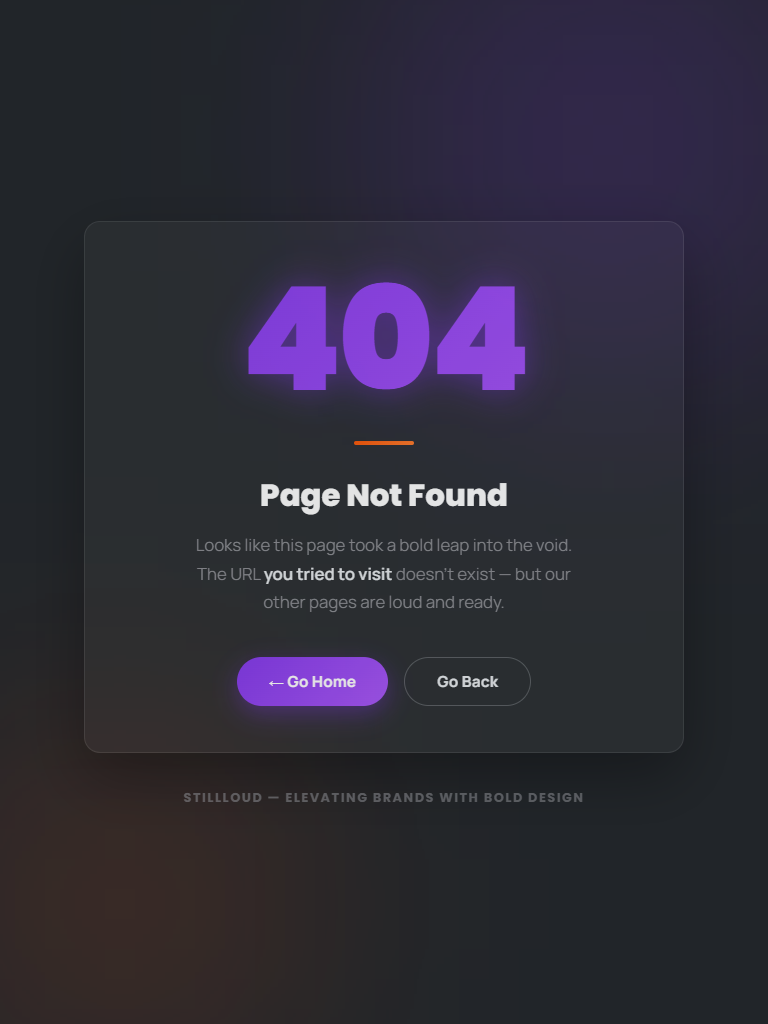 404
Page Not Found
Looks like this page took a bold leap into the void.
The URL you tried to visit doesn't exist — but our
other pages are loud and ready.
← Go Home
Go Back
STILLLOUD — ELEVATING BRANDS WITH BOLD DESIGN